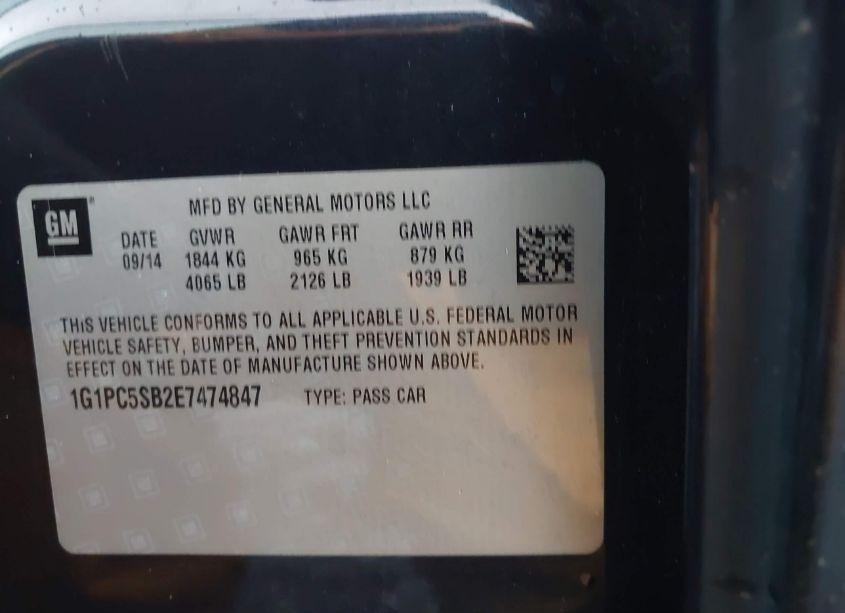 GM
MFD BY GENERAL MOTORS LLC
DATE GVWR GAWR FRT GAWR RR
09/14 1844 KG 965 KG 879 KG
4065 LB 2126 LB 1939 LB
THIS VEHICLE CONFORMS TO ALL APPLICABLE U.S. FEDERAL MOTOR
VEHICLE SAFETY, BUMPER, AND THEFT PREVENTION STANDARDS IN
EFFECT ON THE DATE OF MANUFACTURE SHOWN ABOVE.
1G1PC5SB2E7474847 TYPE: PASS CAR